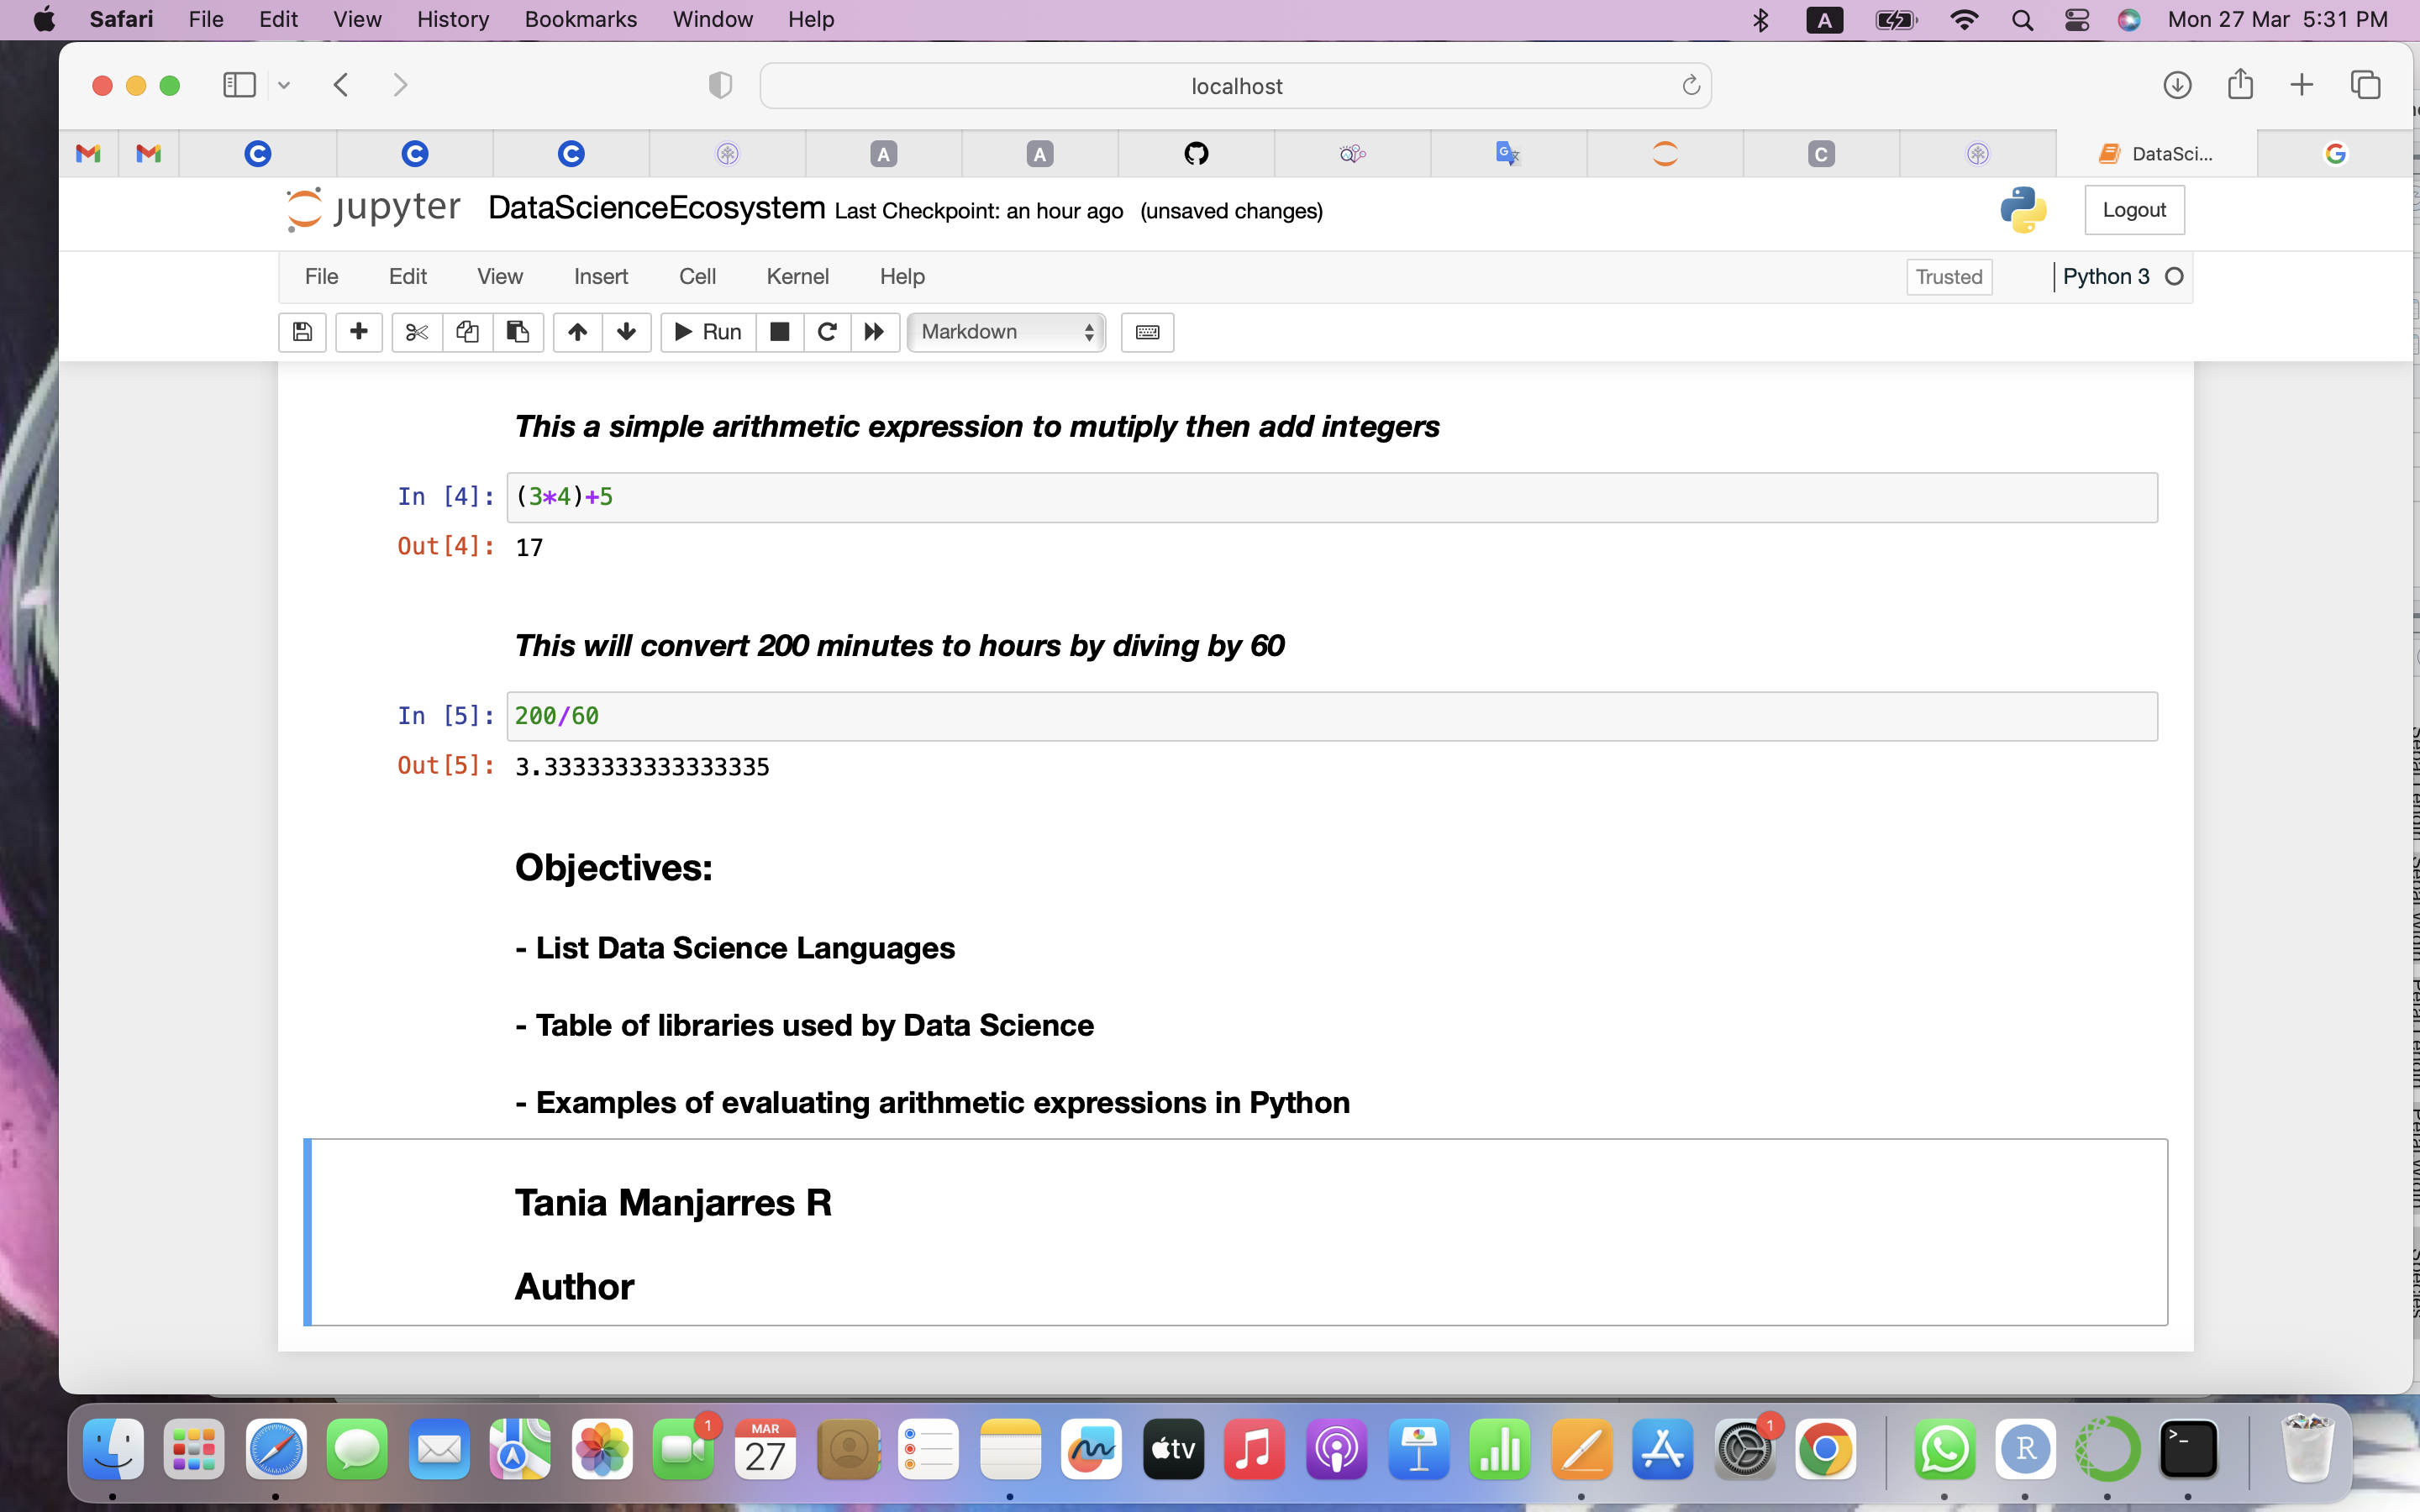 Safari File Edit View History Bookmarks Window Help A Mon 27 Mar 5:31 PM
localhost
A A C DataSci...
jupyter DataScienceEcosystem Last Checkpoint: an hour ago (unsaved changes) Logout
File Edit View Insert Cell Kernel Help Trusted Python 3
Run Markdown
This a simple arithmetic expression to mutiply then add integers
In [4]: (3*4)+5
Out[4]: 17
This will convert 200 minutes to hours by diving by 60
In [5]: 200/60
Out[5]: 3.3333333333333335
Objectives:
- List Data Science Languages
- Table of libraries used by Data Science
- Examples of evaluating arithmetic expressions in Python
Tania Manjarres R
Author
1 MAR 27 tv 1 R